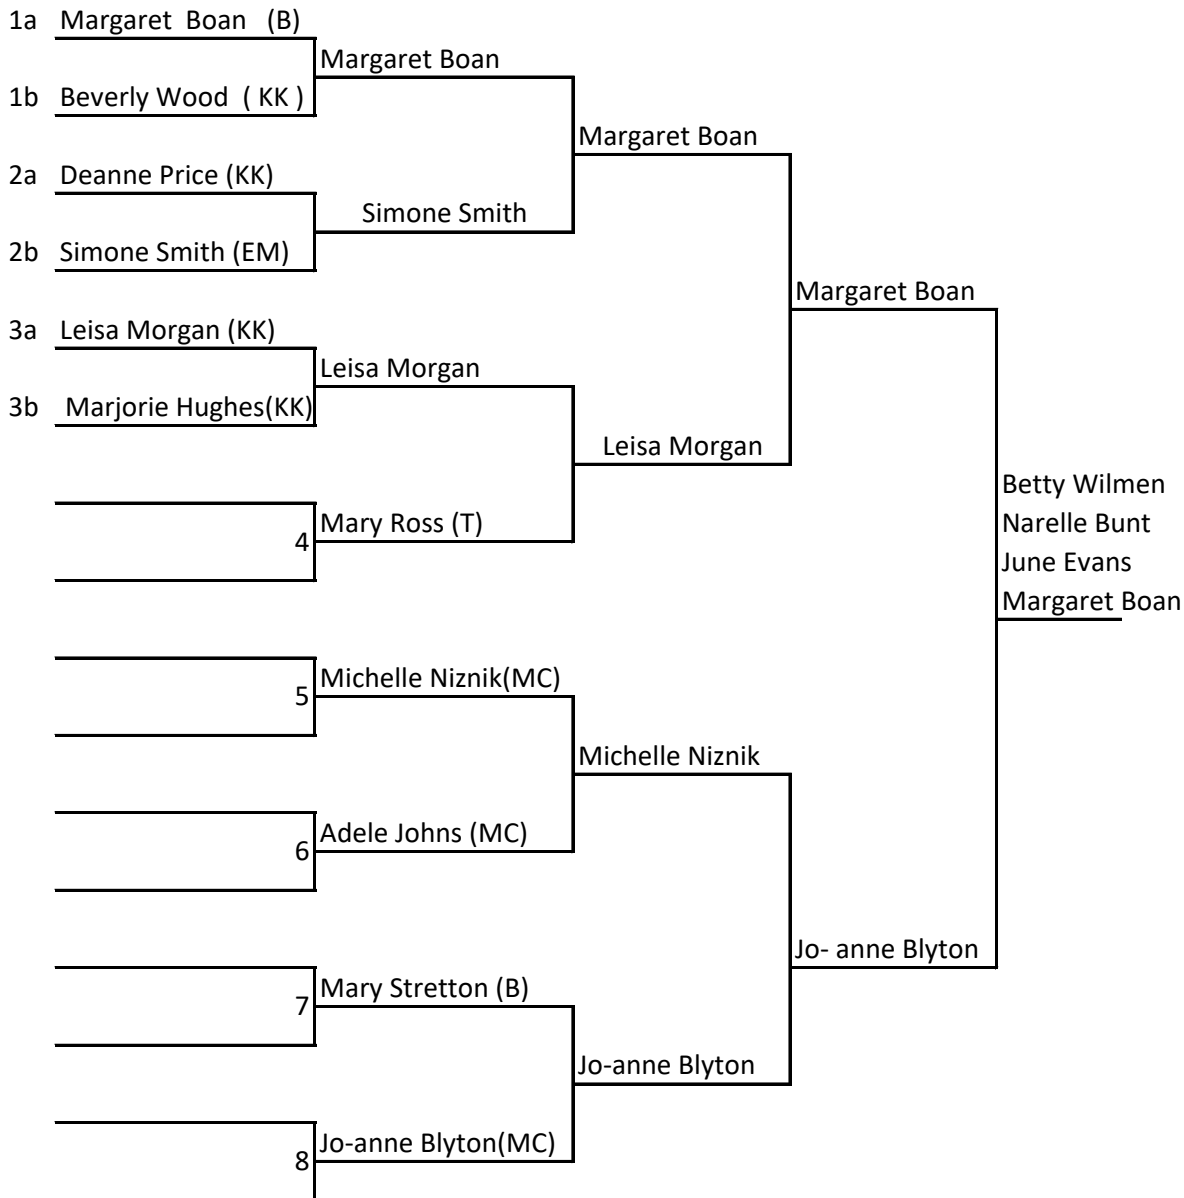 1a Margaret Boan (B)
Margaret Boan
1b Beverly Wood ( KK )
Margaret Boan
2a Deanne Price (KK)
Simone Smith
2b Simone Smith (EM)
Margaret Boan
3a Leisa Morgan (KK)
Leisa Morgan
3b Marjorie Hughes(KK)
Leisa Morgan
Betty Wilmen
4 Mary Ross (T)
Narelle Bunt
June Evans
Margaret Boan
5 Michelle Niznik(MC)
Michelle Niznik
6 Adele Johns (MC)
Jo- anne Blyton
7 Mary Stretton (B)
Jo-anne Blyton
8 Jo-anne Blyton(MC)